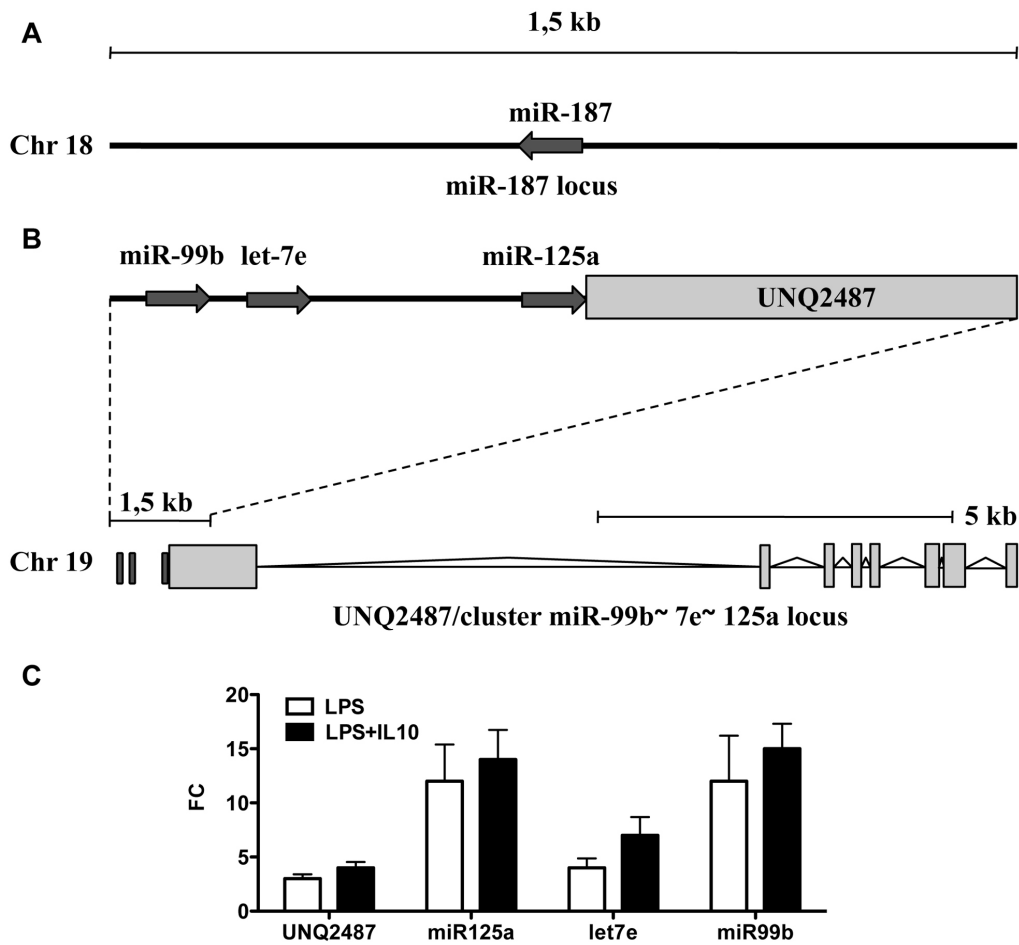 A
1,5 kb
miR-187
Chr 18
miR-187 locus
B
miR-99b let-7e miR-125a
UNQ2487
1,5 kb
5 kb
Chr 19
UNQ2487/cluster miR-99b~ 7e~ 125a locus
C
20
15
10
5
0
FC
LPS
LPS+IL10
UNQ2487 miR125a let7e miR99b